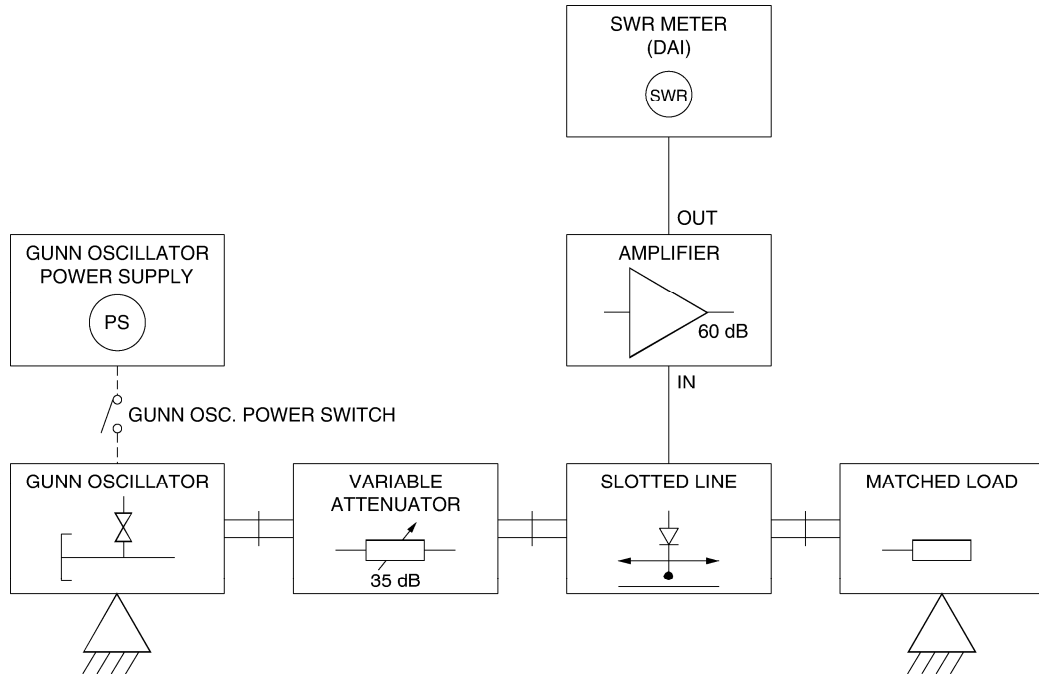 SWR METER
(DAI)
SWR
OUT
GUNN OSCILLATOR
POWER SUPPLY
PS
AMPLIFIER
60 dB
IN
GUNN OSC. POWER SWITCH
GUNN OSCILLATOR
VARIABLE
ATTENUATOR
35 dB
SLOTTED LINE
MATCHED LOAD